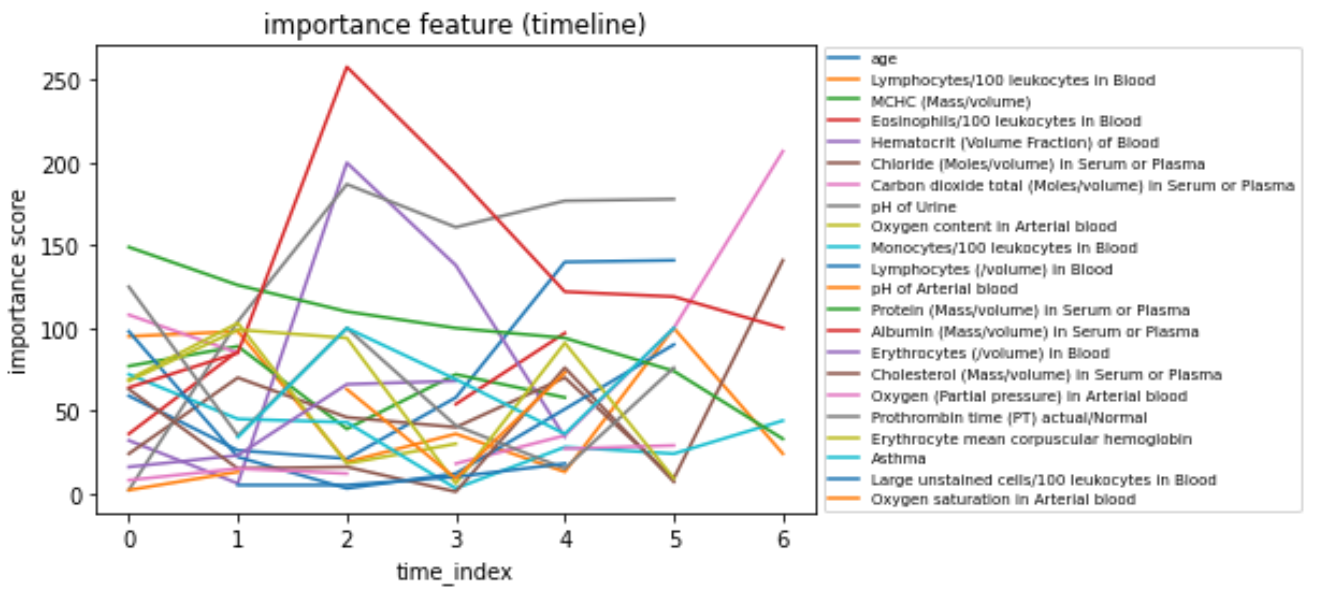 importance feature (timeline)
importance score
250
200
150
100
50
0
0 1 2 3 4 5 6
time_index
age
Lymphocytes/100 leukocytes in Blood
MCHC (Mass/volume)
Eosinophils/100 leukocytes in Blood
Hematocrit (Volume Fraction) of Blood
Chloride (Moles/volume) in Serum or Plasma
Carbon dioxide total (Moles/volume) in Serum or Plasma
pH of Urine
Oxygen content in Arterial blood
Monocytes/100 leukocytes in Blood
Lymphocytes (/volume) in Blood
pH of Arterial blood
Protein (Mass/volume) in Serum or Plasma
Albumin (Mass/volume) in Serum or Plasma
Erythrocytes (/volume) in Blood
Cholesterol (Mass/volume) in Serum or Plasma
Oxygen (Partial pressure) in Arterial blood
Prothrombin time (PT) actual/Normal
Erythrocyte mean corpuscular hemoglobin
Asthma
Large unstained cells/100 leukocytes in Blood
Oxygen saturation in Arterial blood